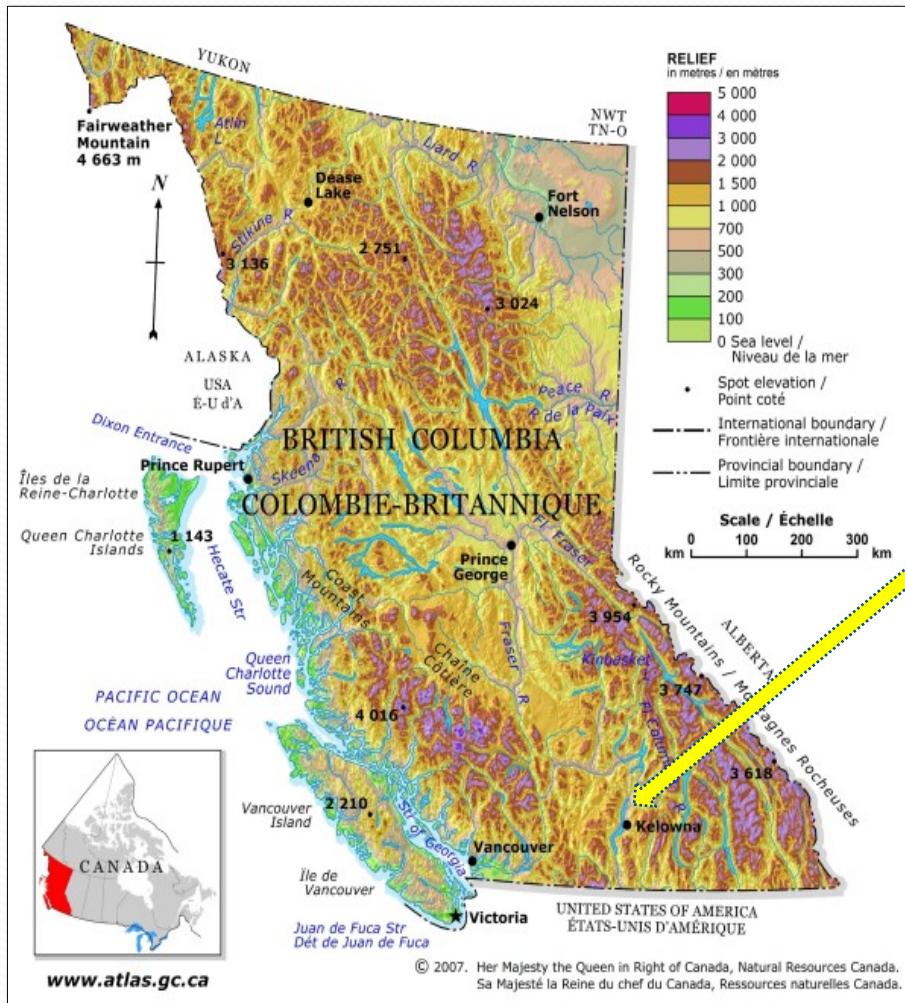 YUKON
NWT
TN-O
Atlin
L
Liard R
Fairweather
Mountain
4 663 m
N
Dease
Lake
Fort
Nelson
Stikine R
3 136
2 751
3 024
ALASKA
USA
É-U d'A
Peace R
R de la Paix
Dixon Entrance
Prince Rupert
Skeena R
BRITISH COLUMBIA
COLOMBIE-BRITANNIQUE
Îles de la
Reine-Charlotte
Queen Charlotte
Islands
1 143
Hecate Str
Prince
George
Fraser R
Fraser R
Coast
Mountains
Chaîne
Côtière
Rocky Mountains / Montagnes Rocheuses
ALBERTA
3 954
Kinbasket
3 747
3 618
Queen
Charlotte
Sound
4 016
PACIFIC OCEAN
OCÉAN PACIFIQUE
2 210
Vancouver
Island
Str of Georgia
Île de
Vancouver
Vancouver
Kelowna
Victoria
Juan de Fuca Str
Dét de Juan de Fuca
UNITED STATES OF AMERICA
ÉTATS-UNIS D'AMÉRIQUE
RELIEF
in metres / en mètres
5 000
4 000
3 000
2 000
1 500
1 000
700
500
300
200
100
0 Sea level /
Niveau de la mer
Spot elevation /
Point coté
International boundary /
Frontière internationale
Provincial boundary /
Limite provinciale
Scale / Échelle
km 0 100 200 300 km
CANADA
www.atlas.gc.ca
© 2007. Her Majesty the Queen in Right of Canada, Natural Resources Canada.
Sa Majesté la Reine du chef du Canada, Ressources naturelles Canada.